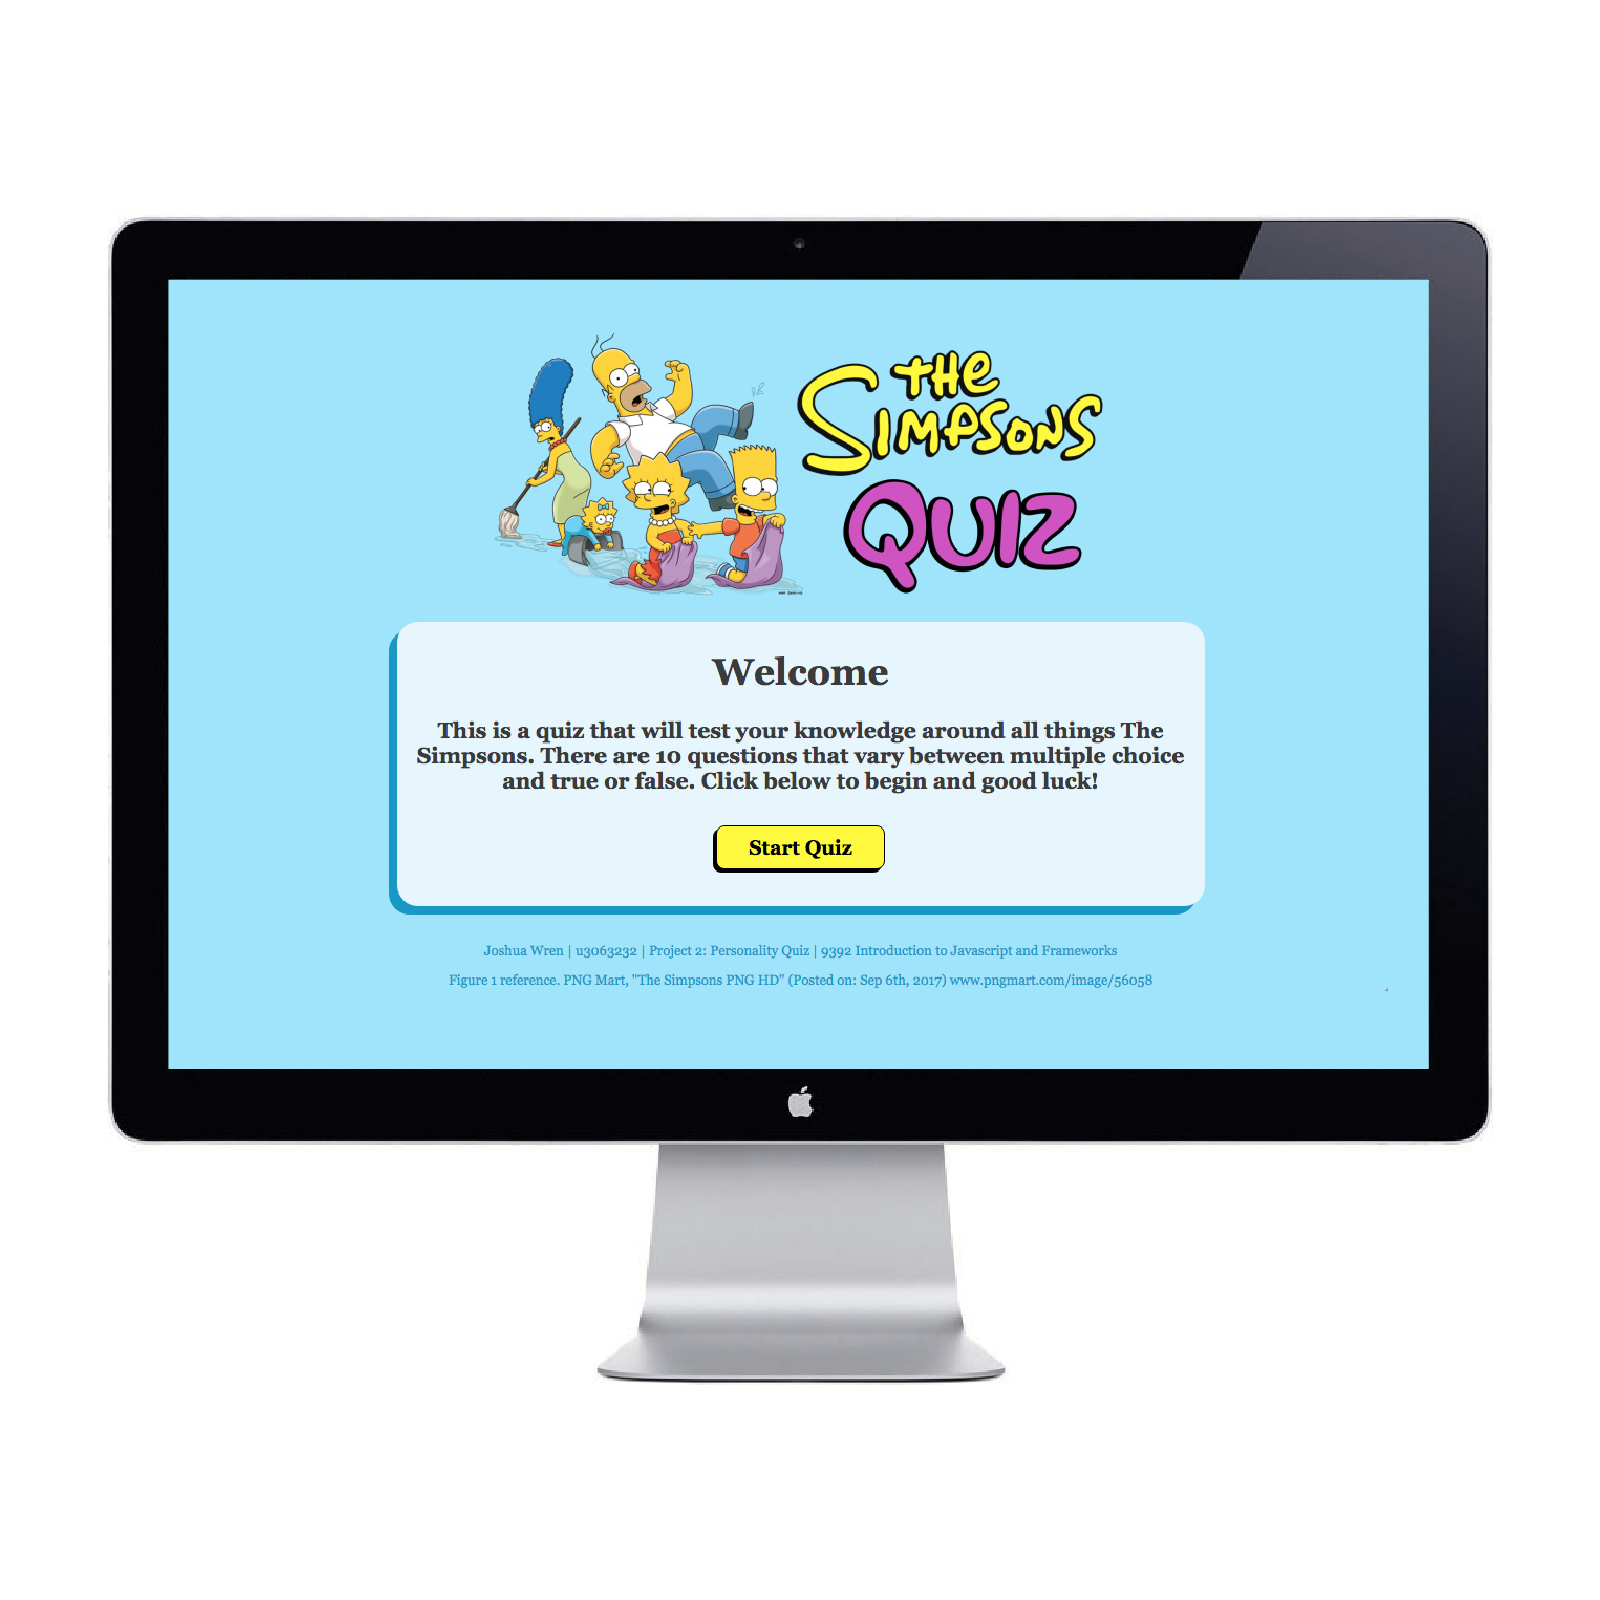 THE
SIMPSONS
QUIZ
Welcome
This is a quiz that will test your knowledge around all things The
Simpsons. There are 10 questions that vary between multiple choice
and true or false. Click below to begin and good luck!
Start Quiz
Joshua Wren | u3063232 | Project 2: Personality Quiz | 9392 Introduction to Javascript and Frameworks
Figure 1 reference. PNG Mart, "The Simpsons PNG HD" (Posted on: Sep 6th, 2017) www.pngmart.com/image/56058